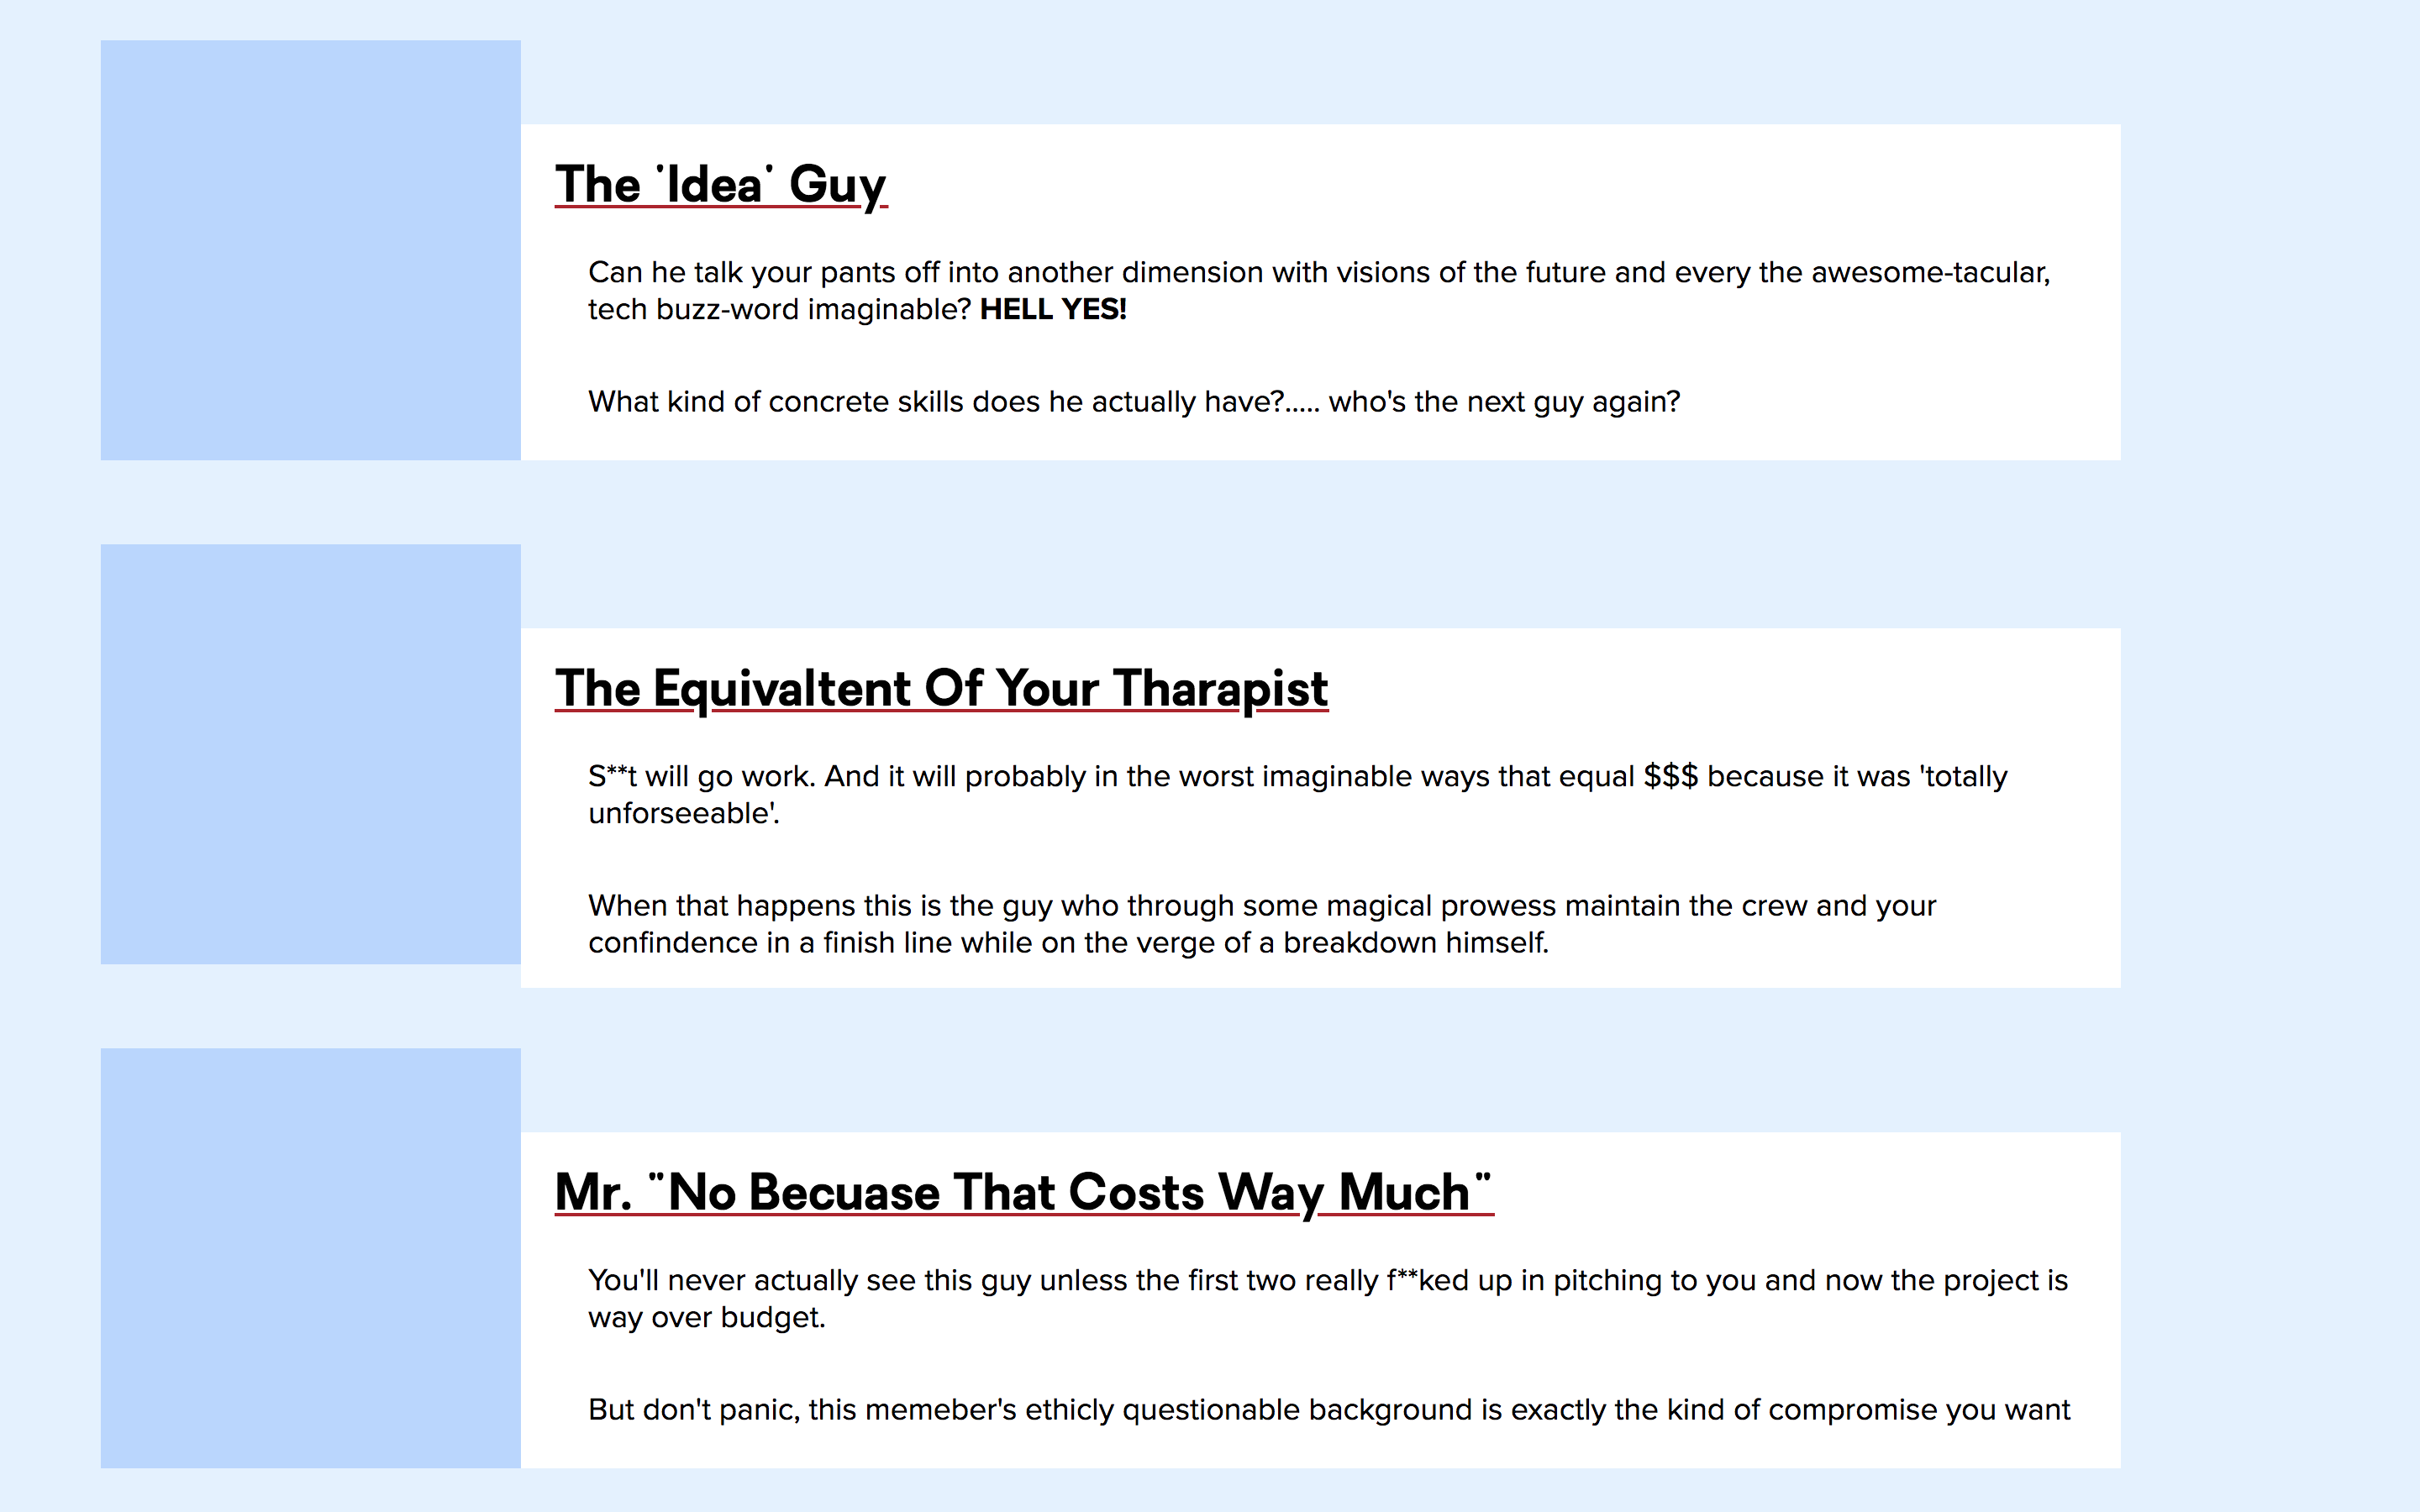 The 'Idea' Guy
Can he talk your pants off into another dimension with visions of the future and every the awesome-tacular,
tech buzz-word imaginable? HELL YES!
What kind of concrete skills does he actually have?..... who's the next guy again?
The Equivaltent Of Your Tharapist
S**t will go work. And it will probably in the worst imaginable ways that equal $$$ because it was 'totally
unforseeable'.
When that happens this is the guy who through some magical prowess maintain the crew and your
confindence in a finish line while on the verge of a breakdown himself.
Mr. "No Becuase That Costs Way Much"
You'll never actually see this guy unless the first two really f**ked up in pitching to you and now the project is
way over budget.
But don't panic, this memeber's ethicly questionable background is exactly the kind of compromise you want